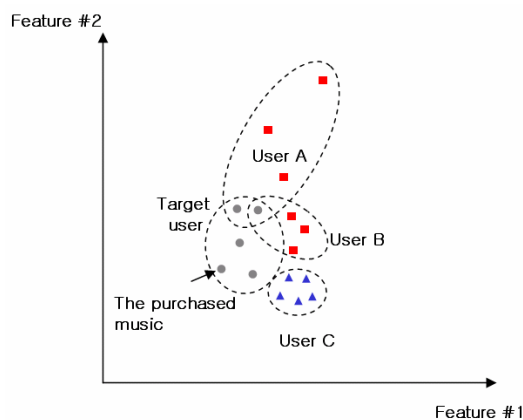 Feature #2
User A
Target
user
User B
The purchased
music
User C
Feature #1